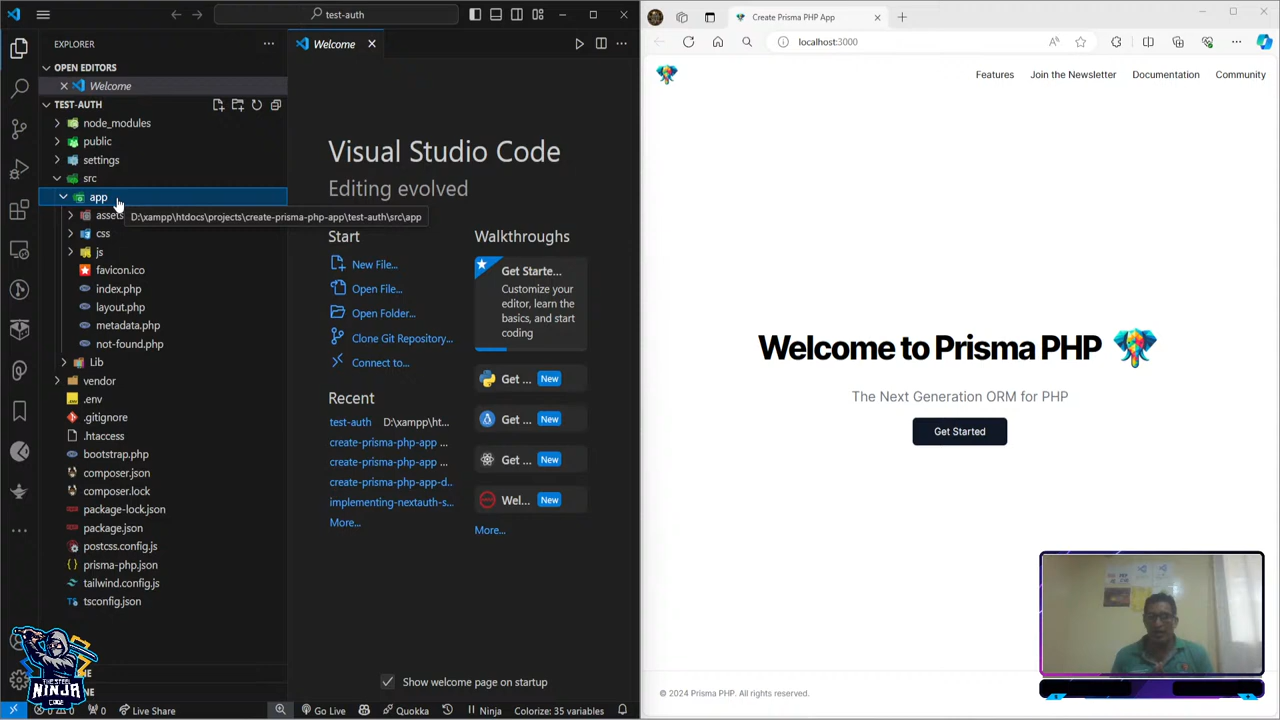 test-auth
EXPLORER
Welcome
OPEN EDITORS
Welcome
TEST-AUTH
node_modules
public
settings
src
app
D:\xampp\htdocs\projects\create-prisma-php-app\test-auth\src\app
assets
css
js
favicon.ico
index.php
layout.php
metadata.php
not-found.php
Lib
vendor
.env
.gitignore
.htaccess
bootstrap.php
composer.json
composer.lock
package-lock.json
package.json
postcss.config.js
prisma-php.json
tailwind.config.js
tsconfig.json
NINJA
CODE
Visual Studio Code
Editing evolved
Start
New File...
Open File...
Open Folder...
Clone Git Repository...
Connect to...
Recent
test-auth D:\xampp\ht...
create-prisma-php-app ...
create-prisma-php-app ...
create-prisma-php-app-d...
implementing-nextauth-s...
More...
Walkthroughs
Get Starte...
Customize your
editor, learn the
basics, and start
coding
Get ... New
Get ... New
Get ... New
Wel... New
More...
Show welcome page on startup
0 Live Share
Go Live
Quokka
Ninja
Colorize: 35 variables
Create Prisma PHP App
localhost:3000
Features
Join the Newsletter
Documentation
Community
Welcome to Prisma PHP
The Next Generation ORM for PHP
Get Started
© 2024 Prisma PHP. All rights reserved.